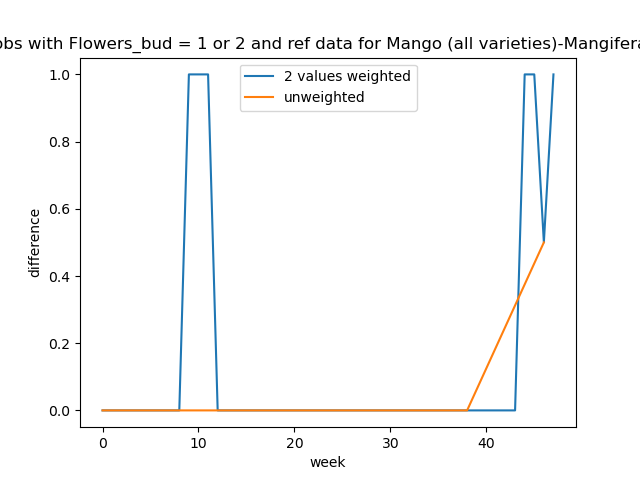 obs with Flowers_bud = 1 or 2 and ref data for Mango (all varieties)-Mangifera
2 values weighted
unweighted
1.0
0.8
0.6
0.4
0.2
0.0
difference
0 10 20 30 40
week